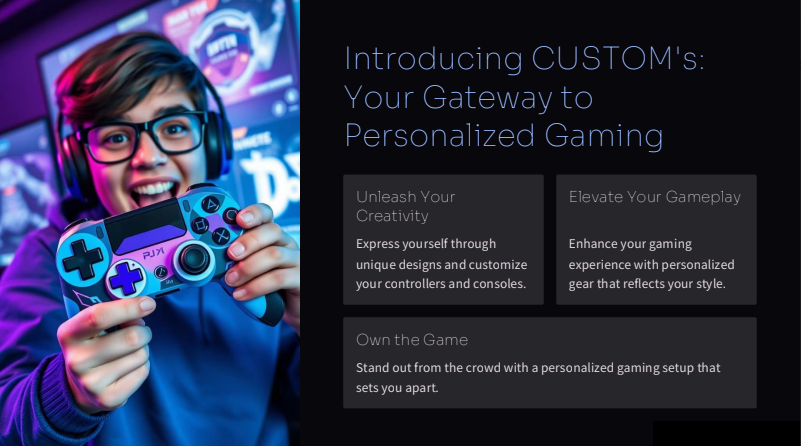 Introducing CUSTOM's:
Your Gateway to
Personalized Gaming
Unleash Your
Creativity
Express yourself through
unique designs and customize
your controllers and consoles.
Elevate Your Gameplay
Enhance your gaming
experience with personalized
gear that reflects your style.
Own the Game
Stand out from the crowd with a personalized gaming setup that
sets you apart.